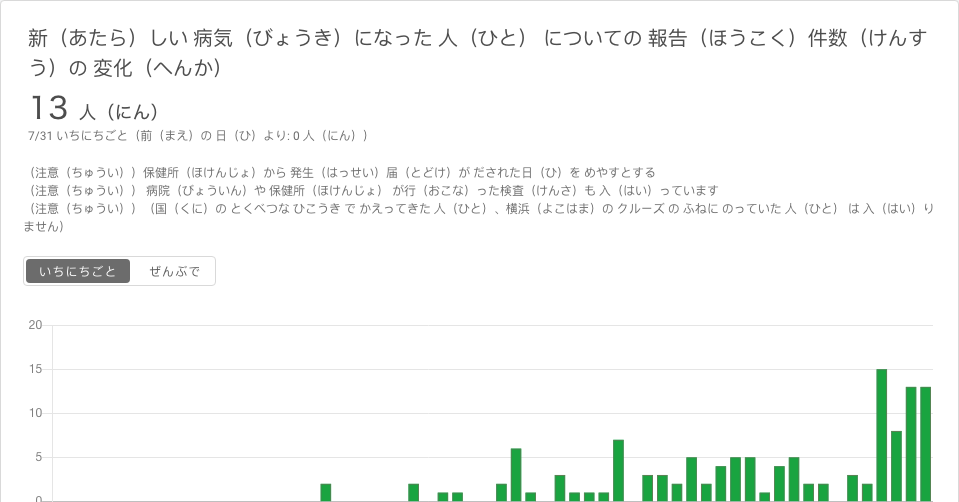 新（あたら）しい 病気（びょうき）になった 人（ひと） についての 報告（ほうこく）件数（けんす
う）の 変化（へんか）
13 人（にん）
7/31 いちにちごと（前（まえ）の 日（ひ）より: 0 人（にん））
（注意（ちゅうい））保健所（ほけんじょ）から 発生（はっせい）届（とどけ）が だされた日（ひ）を めやすとする
（注意（ちゅうい）） 病院（びょういん）や 保健所（ほけんじょ） が行（おこな）った検査（けんさ）も 入（はい）っています
（注意（ちゅうい））（国（くに）の とくべつな ひこうき で かえってきた 人（ひと）、横浜（よこはま）の クルーズ の ふねに のっていた 人（ひと） は 入（はい）り
ません）
いちにちごと ぜんぶで
20
15
10
5
0